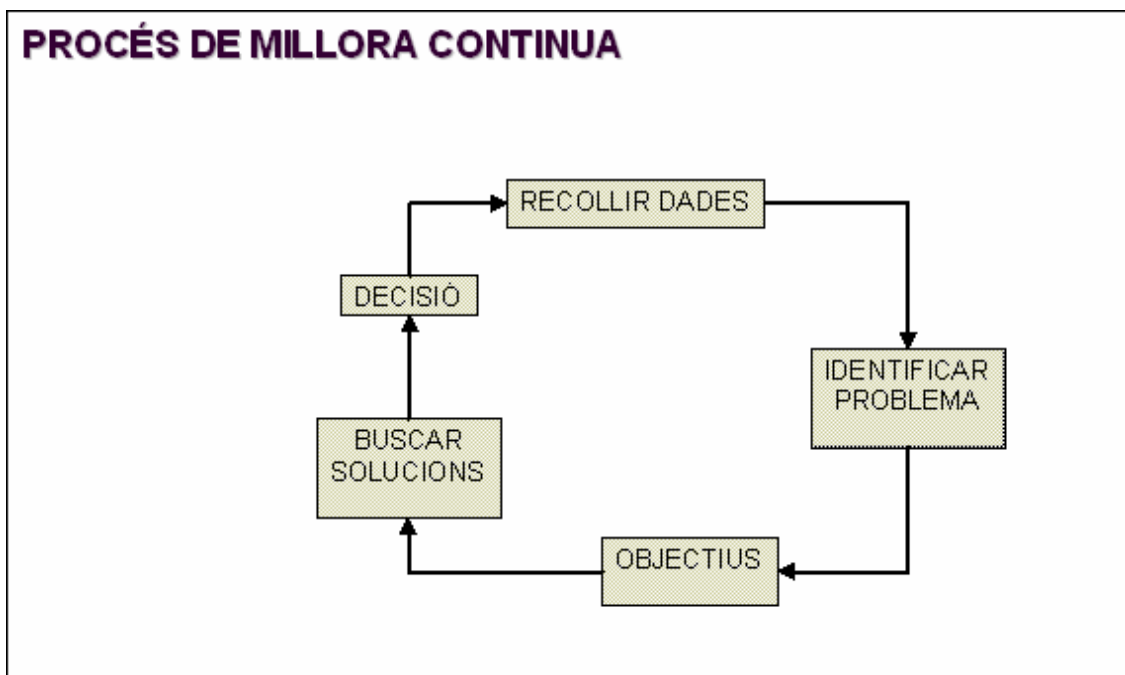 PROCÉS DE MILLORA CONTINUA
RECOLLIR DADES
DECISIÓ
IDENTIFICAR
PROBLEMA
BUSCAR
SOLUCIONS
OBJECTIUS